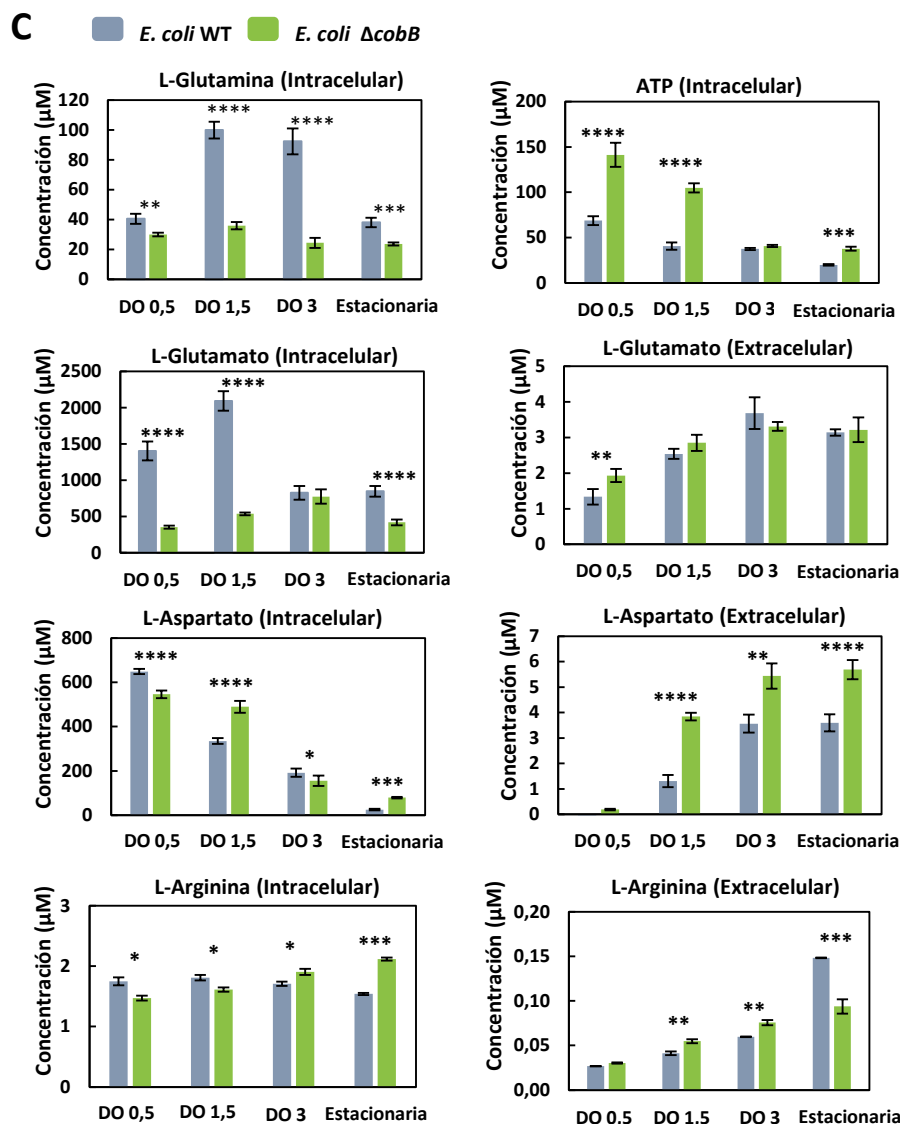 C
E. coli WT
E. coli ΔcobB
L-Glutamina (Intracelular)
Concentración (µM)
120
100
80
60
40
20
0
**
****
****
***
DO 0,5
DO 1,5
DO 3
Estacionaria
ATP (Intracelular)
Concentración (µM)
200
150
100
50
0
****
****
***
DO 0,5
DO 1,5
DO 3
Estacionaria
L-Glutamato (Intracelular)
Concentración (µM)
2500
2000
1500
1000
500
0
****
****
****
DO 0,5
DO 1,5
DO 3
Estacionaria
L-Glutamato (Extracelular)
Concentración (µM)
5
4
3
2
1
0
**
DO 0,5
DO 1,5
DO 3
Estacionaria
L-Aspartato (Intracelular)
Concentración (µM)
800
600
400
200
0
****
****
*
***
DO 0,5
DO 1,5
DO 3
Estacionaria
L-Aspartato (Extracelular)
Concentración (µM)
7
6
5
4
3
2
1
0
****
**
****
DO 0,5
DO 1,5
DO 3
Estacionaria
L-Arginina (Intracelular)
Concentración (µM)
3
2
1
0
*
*
*
***
DO 0,5
DO 1,5
DO 3
Estacionaria
L-Arginina (Extracelular)
Concentración (µM)
0,20
0,15
0,10
0,05
0,00
**
**
***
DO 0,5
DO 1,5
DO 3
Estacionaria